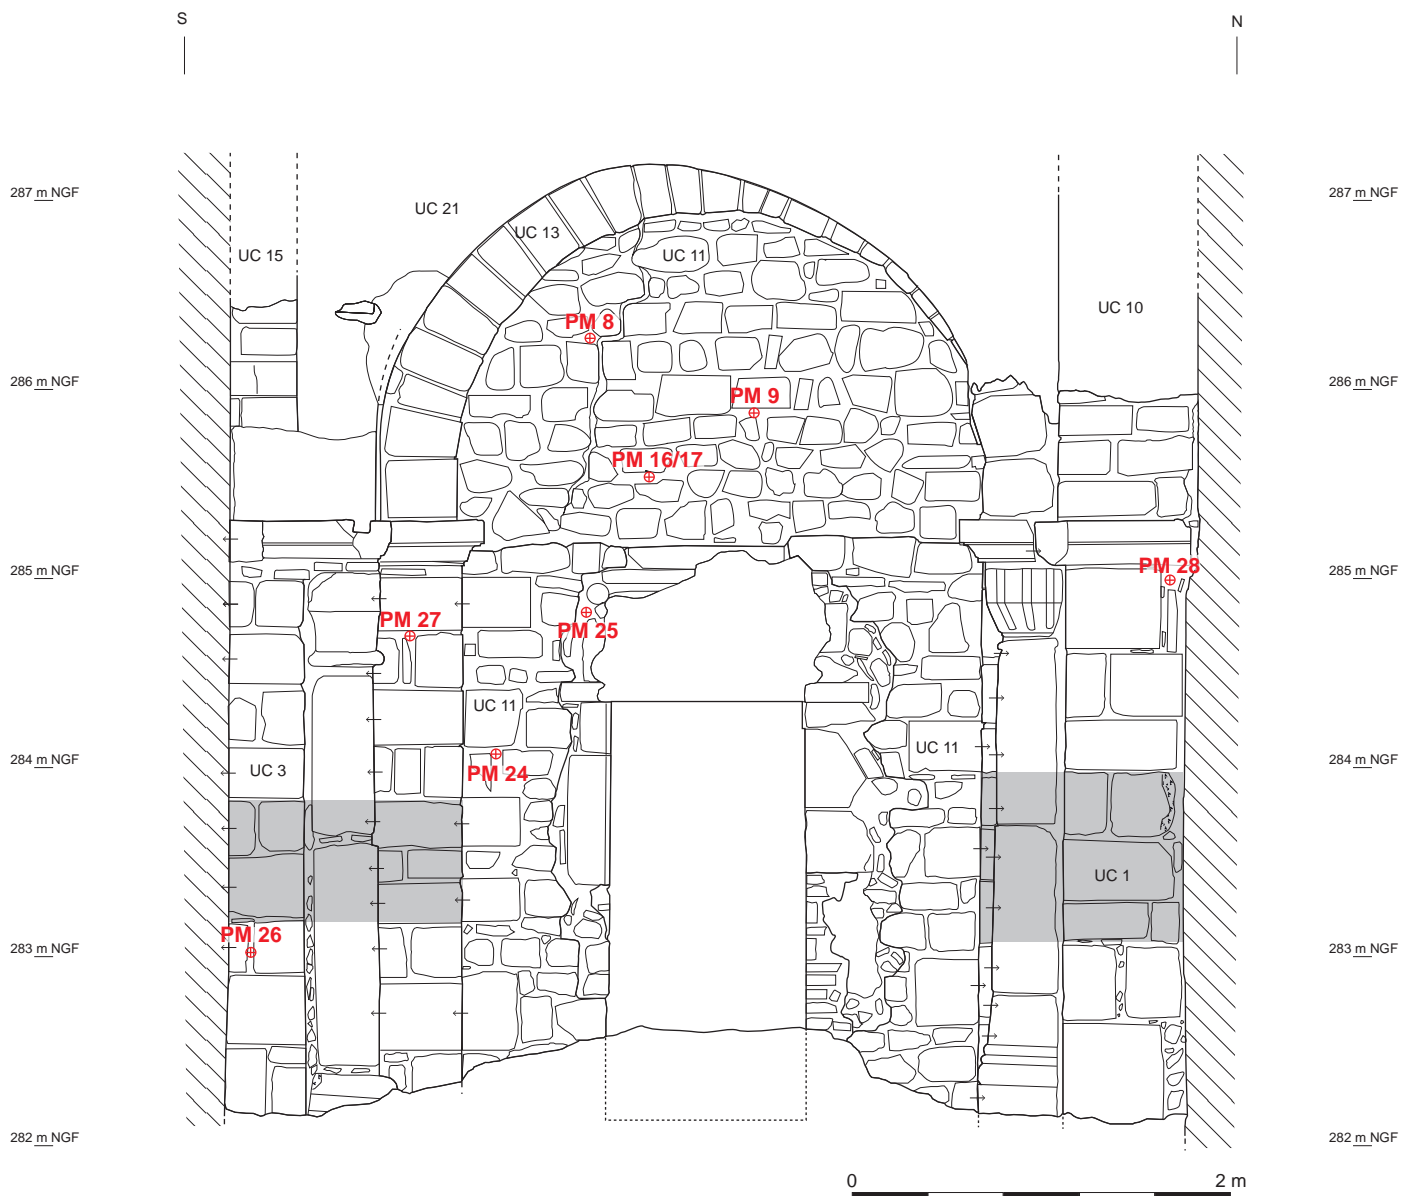 S N
287 m NGF 287 m NGF
UC 21
UC 13
UC 15 UC 11
UC 10
PM 8
286 m NGF 286 m NGF
PM 9
PM 16/17
285 m NGF PM 28 285 m NGF
PM 27
PM 25
UC 11
UC 11
284 m NGF 284 m NGF
UC 3 PM 24
UC 1
PM 26
283 m NGF 283 m NGF
282 m NGF 282 m NGF
0 2 m